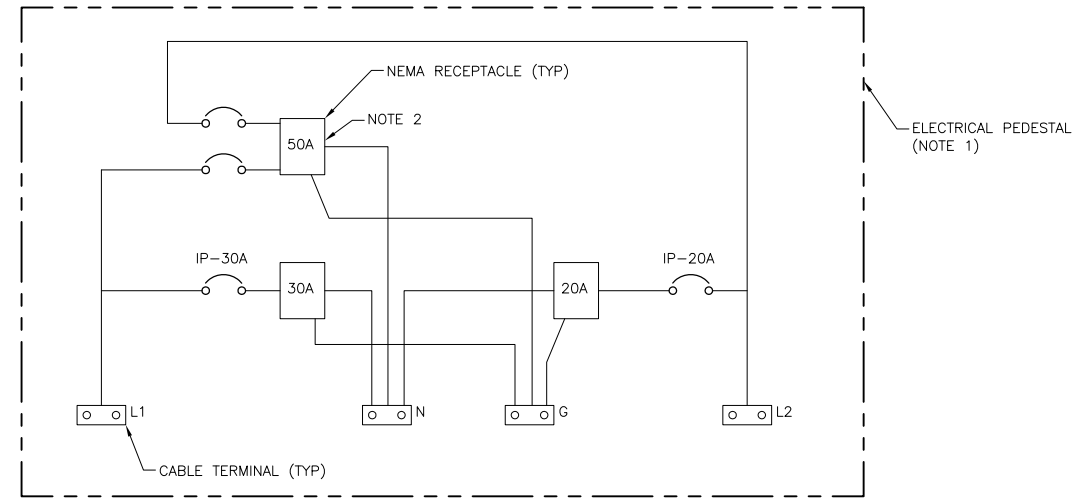 NEMA RECEPTACLE (TYP)
NOTE 2
50A
ELECTRICAL PEDESTAL
(NOTE 1)
IP-30A
30A
20A
IP-20A
L1
N
G
L2
CABLE TERMINAL (TYP)